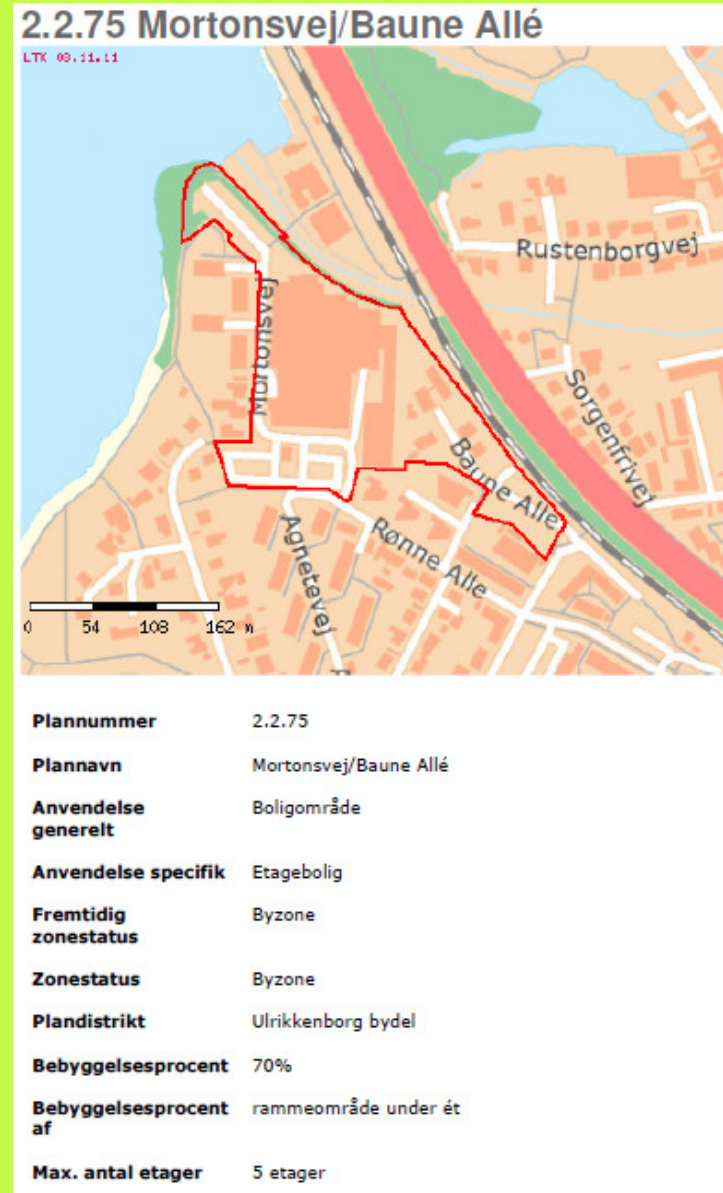 2.2.75 Mortonsvej/Baune Allé
LTK 08.11.11
Rustenborgvej
Mortonsvej
Sorgenfrivej
Baune Alle
Rønne Alle
Agnetevej
0 54 108 162 m
Plannummer 2.2.75
Plannavn Mortonsvej/Baune Allé
Anvendelse Boligområde
generelt
Anvendelse specifik Etagebolig
Fremtidig Byzone
zonestatus
Zonestatus Byzone
Plandistrikt Ulrikkenborg bydel
Bebyggelsesprocent 70%
Bebyggelsesprocent rammeområde under ét
af
Max. antal etager 5 etager